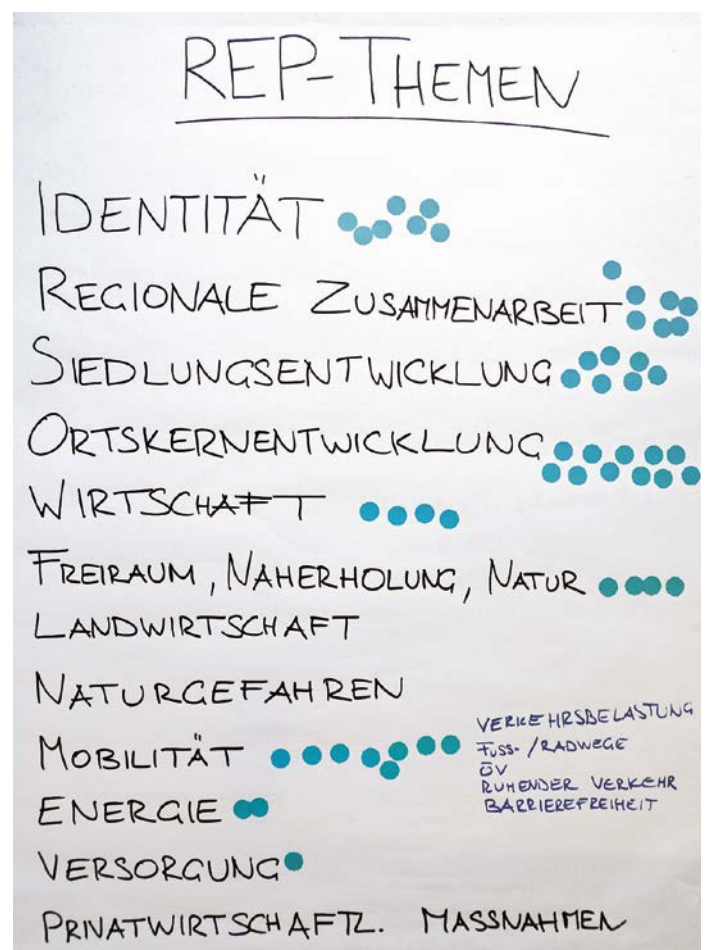 REP-THEMEN
IDENTITÄT
REGIONALE ZUSAMMENARBEIT
SIEDLUNGSENTWICKLUNG
ORTSKERNENTWICKLUNG
WIRTSCHAFT
FREIRAUM, NAHERHOLUNG, NATUR
LANDWIRTSCHAFT
NATURGEFAHREN
MOBILITÄT
VERKEHRSBELASTUNG
FUSS-/RADWEGE
ÖV
RUHENDER VERKEHR
BARRIEREFREIHEIT
ENERGIE
VERSORGUNG
PRIVATWIRTSCHAFTL. MASSNAHMEN